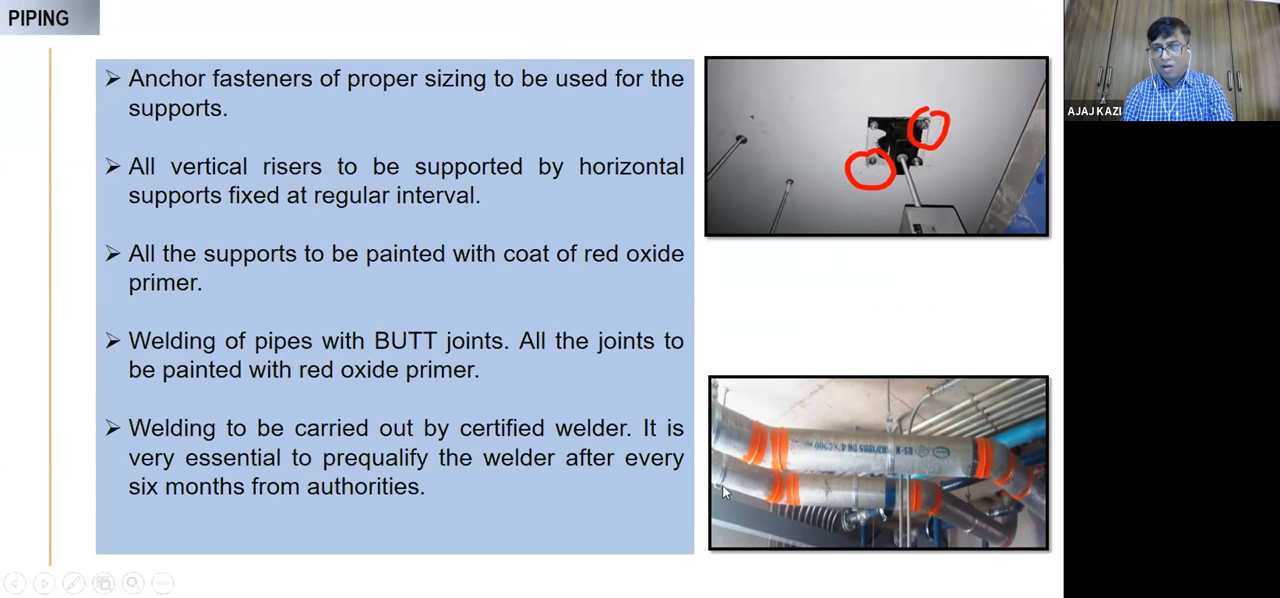 PIPING
➢ Anchor fasteners of proper sizing to be used for the
supports.
➢ All vertical risers to be supported by horizontal
supports fixed at regular interval.
➢ All the supports to be painted with coat of red oxide
primer.
➢ Welding of pipes with BUTT joints. All the joints to
be painted with red oxide primer.
➢ Welding to be carried out by certified welder. It is
very essential to prequalify the welder after every
six months from authorities.
AJAJ KAZI